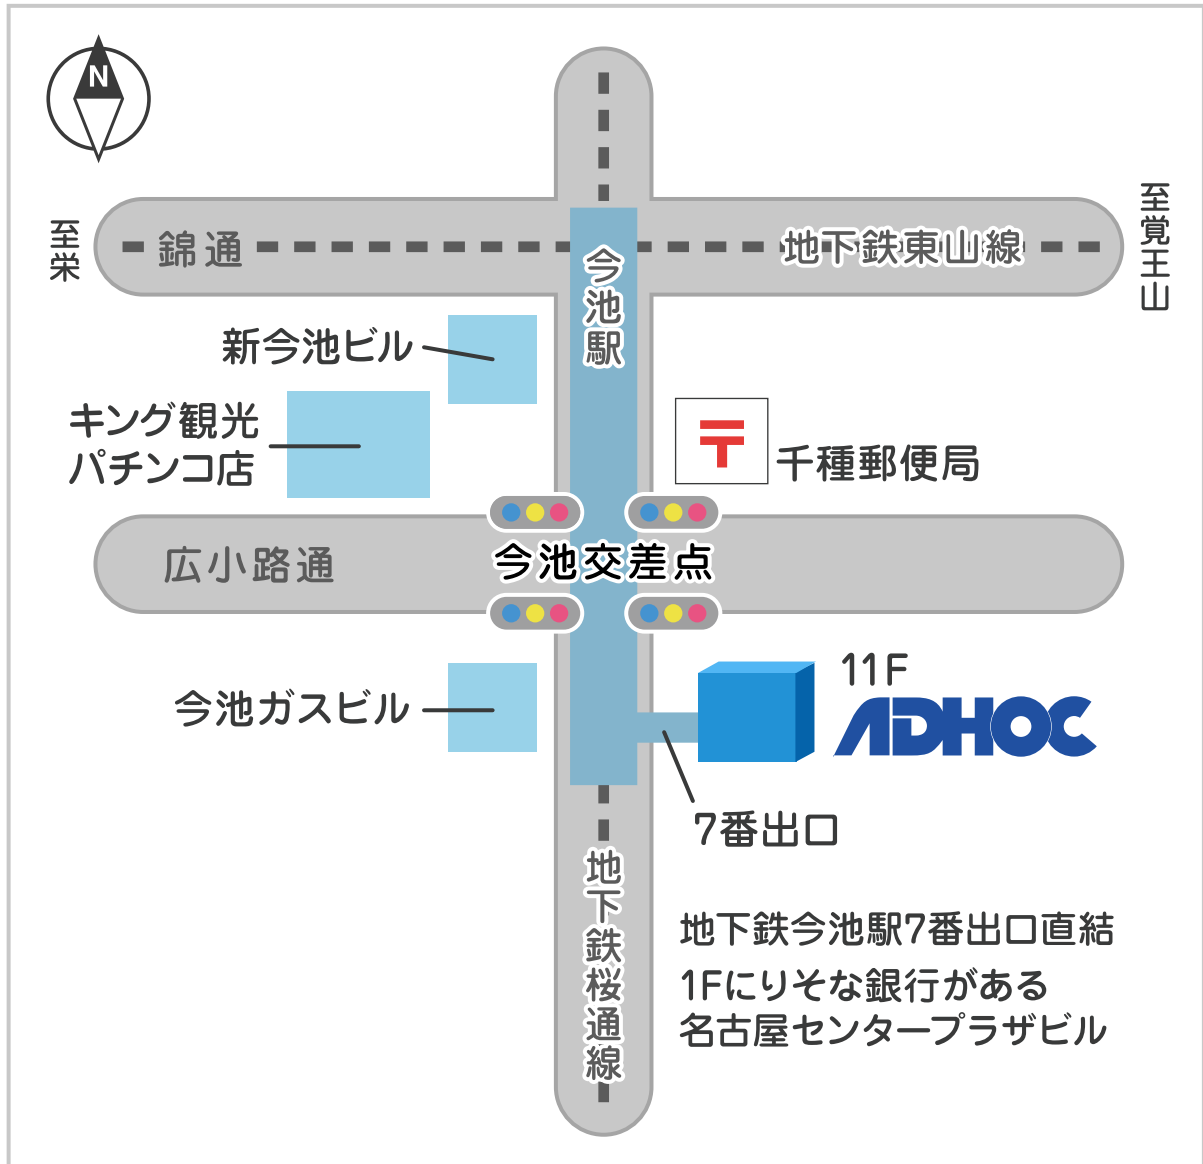 N
至栄
錦通
地下鉄東山線
至覚王山
今池駅
新今池ビル
キング観光
パチンコ店
千種郵便局
広小路通
今池交差点
今池ガスビル
11F
ADHOC
7番出口
地下鉄桜通線
地下鉄今池駅7番出口直結
1Fにりそな銀行がある
名古屋センタープラザビル